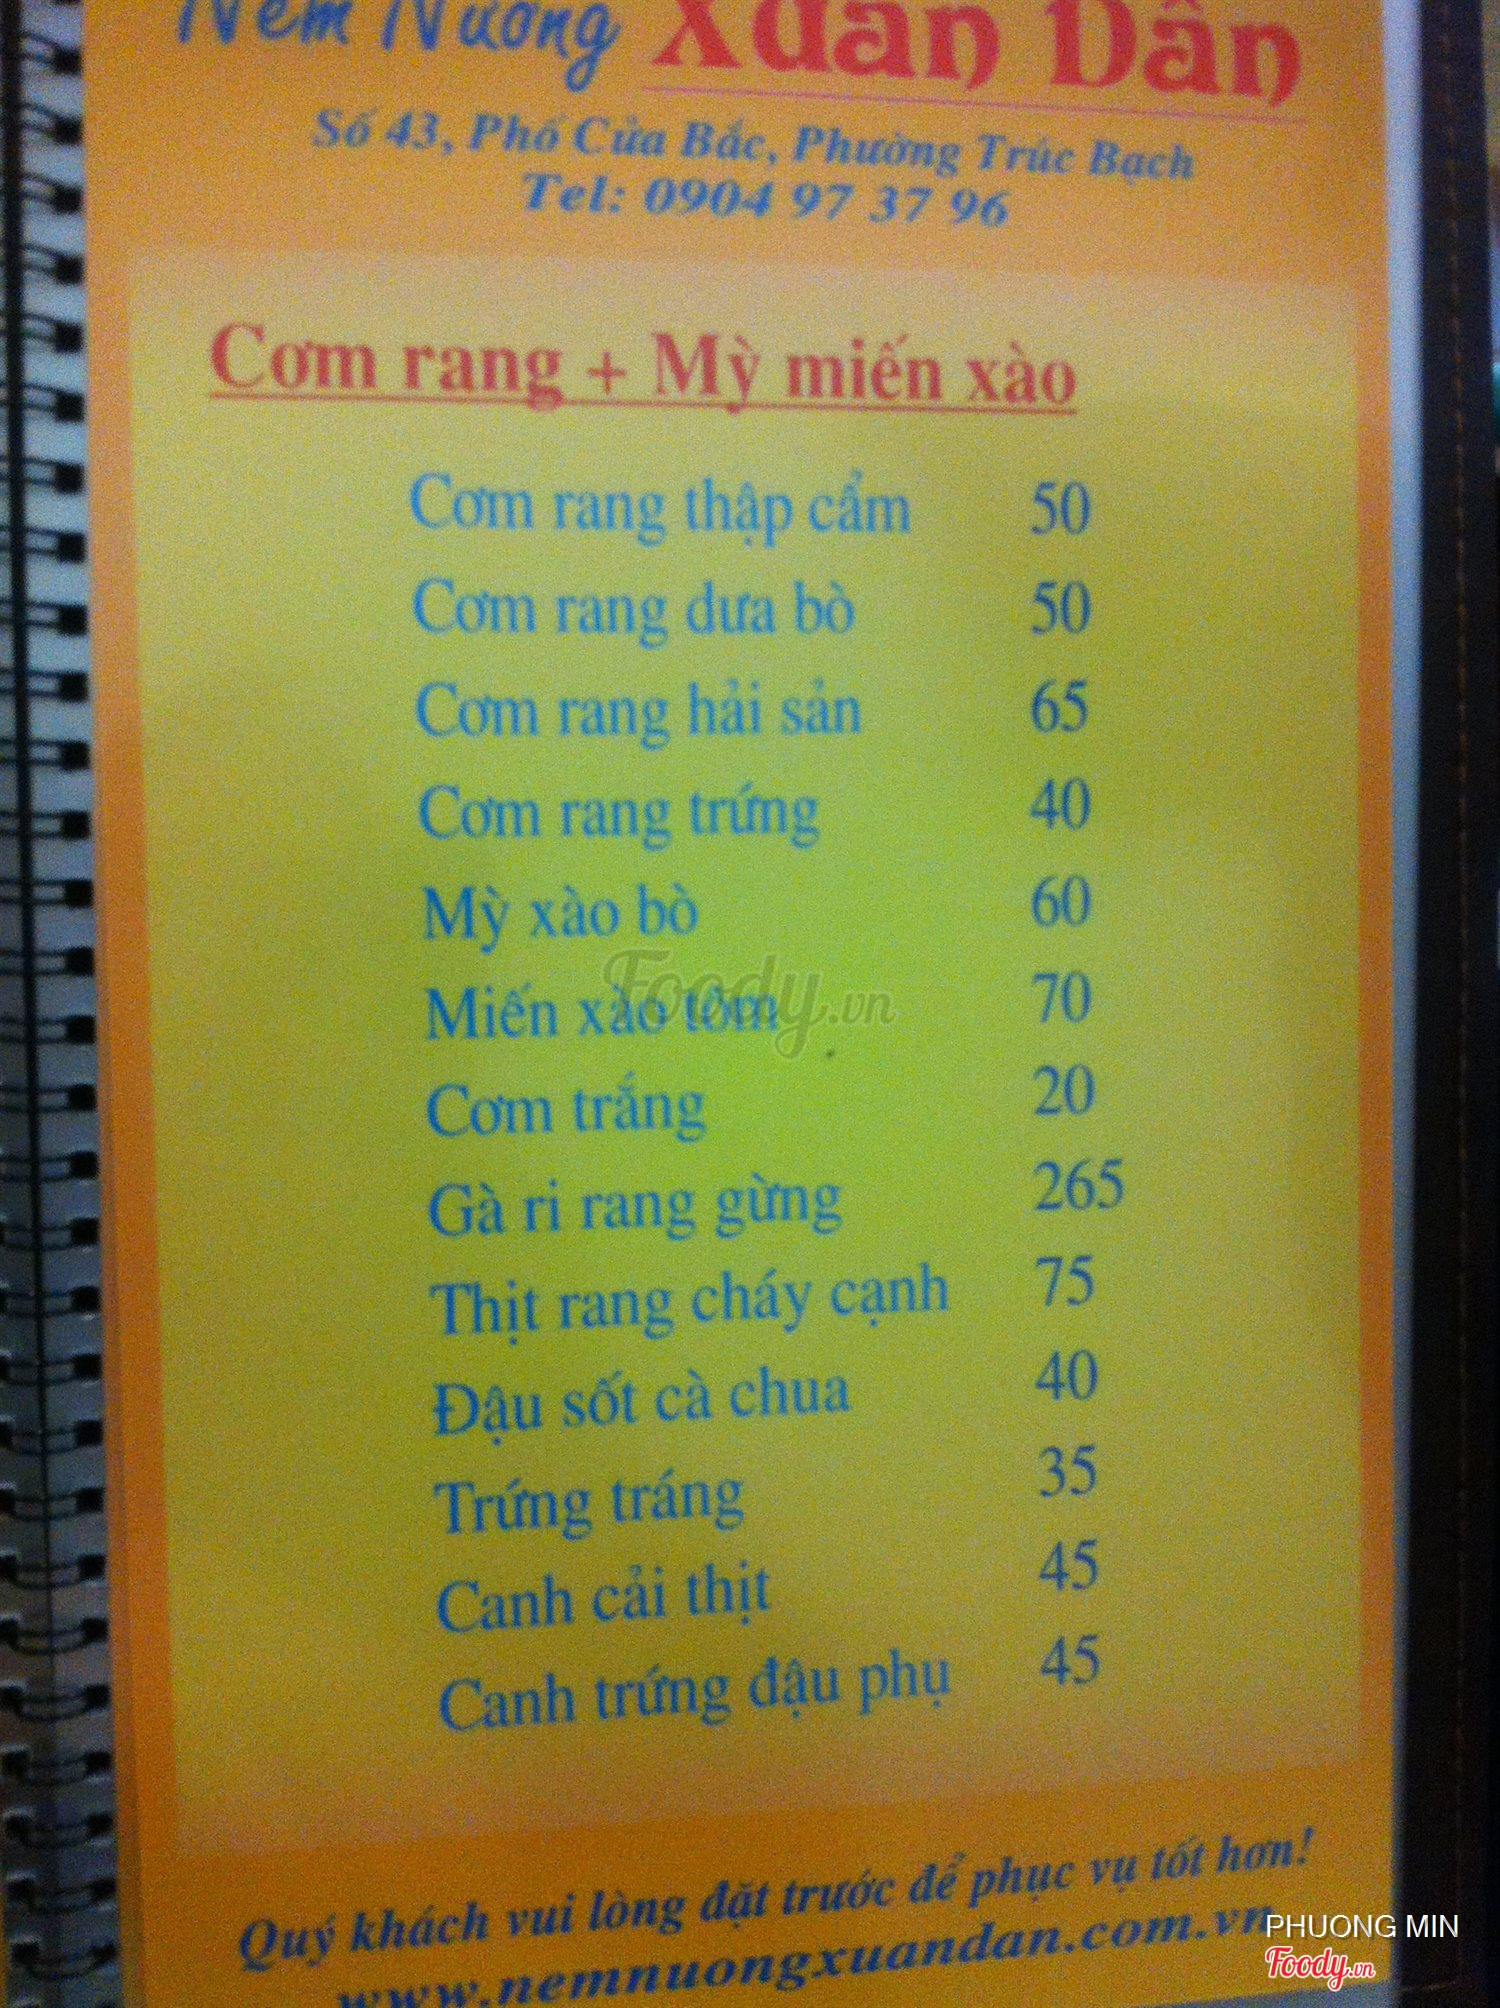 Nem Nướng Xuân Dần
Số 43, Phố Cửa Bắc, Phường Trúc Bạch
Tel: 0904 97 37 96
Cơm rang + Mỳ miến xào
Cơm rang thập cẩm 50
Cơm rang dưa bò 50
Cơm rang hải sản 65
Cơm rang trứng 40
Mỳ xào bò 60
Miến xào tôm 70
Foody.vn
Cơm trắng 20
Gà ri rang gừng 265
Thịt rang cháy cạnh 75
Đậu sốt cà chua 40
Trứng tráng 35
Canh cải thịt 45
Canh trứng đậu phụ 45
Quý khách vui lòng đặt trước để phục vụ tốt hơn!
www.nemnuongxuandan.com.vn
PHUONG MIN
Foody.vn